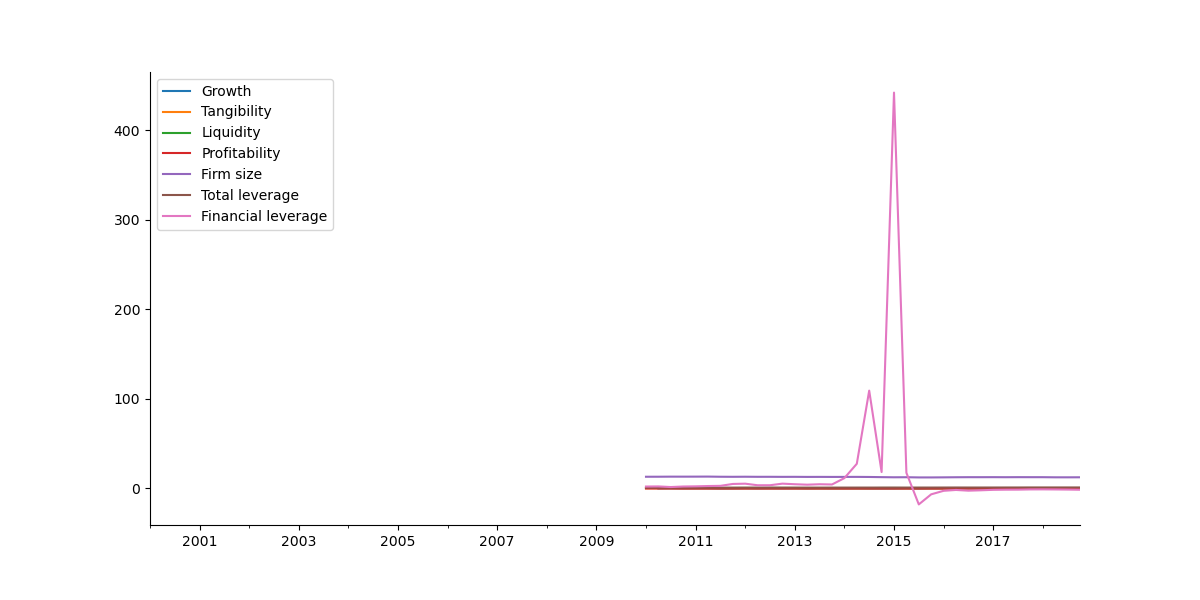 Growth
Tangibility
Liquidity
Profitability
Firm size
Total leverage
Financial leverage
400
300
200
100
0
2001 2003 2005 2007 2009 2011 2013 2015 2017